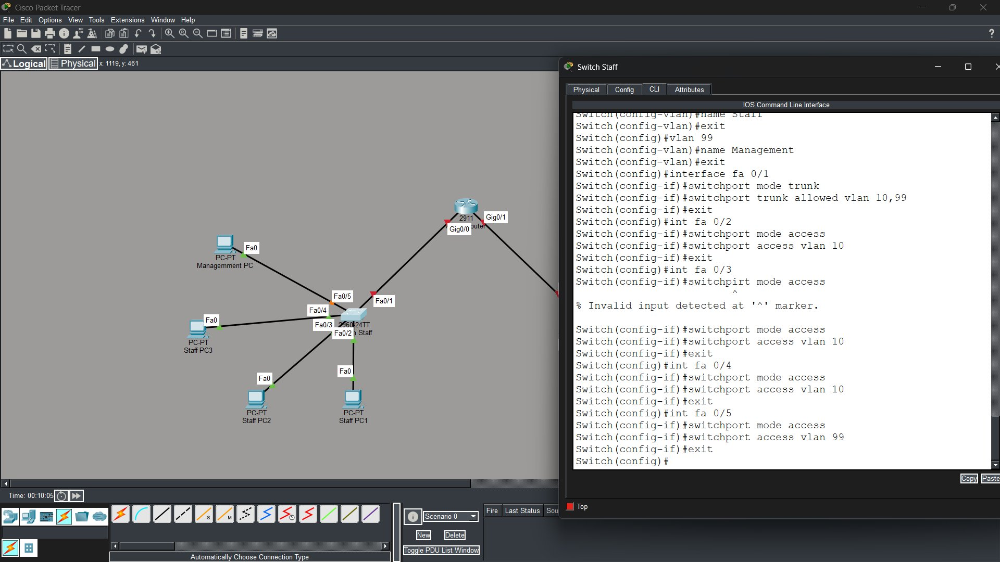 Cisco Packet Tracer
File Edit Options View Tools Extensions Window Help
?
Logical Physical x: 1119, y: 461
Switch Staff
Physical Config CLI Attributes
IOS Command Line Interface
Switch(config-vlan)#name Staff
Switch(config-vlan)#exit
Switch(config)#vlan 99
Switch(config-vlan)#name Management
Switch(config-vlan)#exit
Switch(config)#interface fa 0/1
Switch(config-if)#switchport mode trunk
Switch(config-if)#switchport trunk allowed vlan 10,99
Switch(config-if)#exit
Switch(config)#int fa 0/2
Switch(config-if)#switchport mode access
Switch(config-if)#switchport access vlan 10
Switch(config-if)#exit
Switch(config)#int fa 0/3
Switch(config-if)#switchpirt mode access
^
% Invalid input detected at '^' marker.
Switch(config-if)#switchport mode access
Switch(config-if)#switchport access vlan 10
Switch(config-if)#exit
Switch(config)#int fa 0/4
Switch(config-if)#switchport mode access
Switch(config-if)#switchport access vlan 10
Switch(config-if)#exit
Switch(config)#int fa 0/5
Switch(config-if)#switchport mode access
Switch(config-if)#switchport access vlan 99
Switch(config-if)#exit
Switch(config)#
Copy Paste
Top
2911
Gig0/1
Gig0/0
Fa0
PC-PT
Managemment PC
Fa0/5
Fa0/1
Fa0/4
Fa0/3
2960-24TT
Fa0/2
Staff
Fa0
PC-PT
Staff PC3
Fa0
PC-PT
Staff PC2
Fa0
PC-PT
Staff PC1
Time: 00:10:05
S
M
Automatically Choose Connection Type
Scenario 0
New Delete
Toggle PDU List Window
Fire Last Status Sou